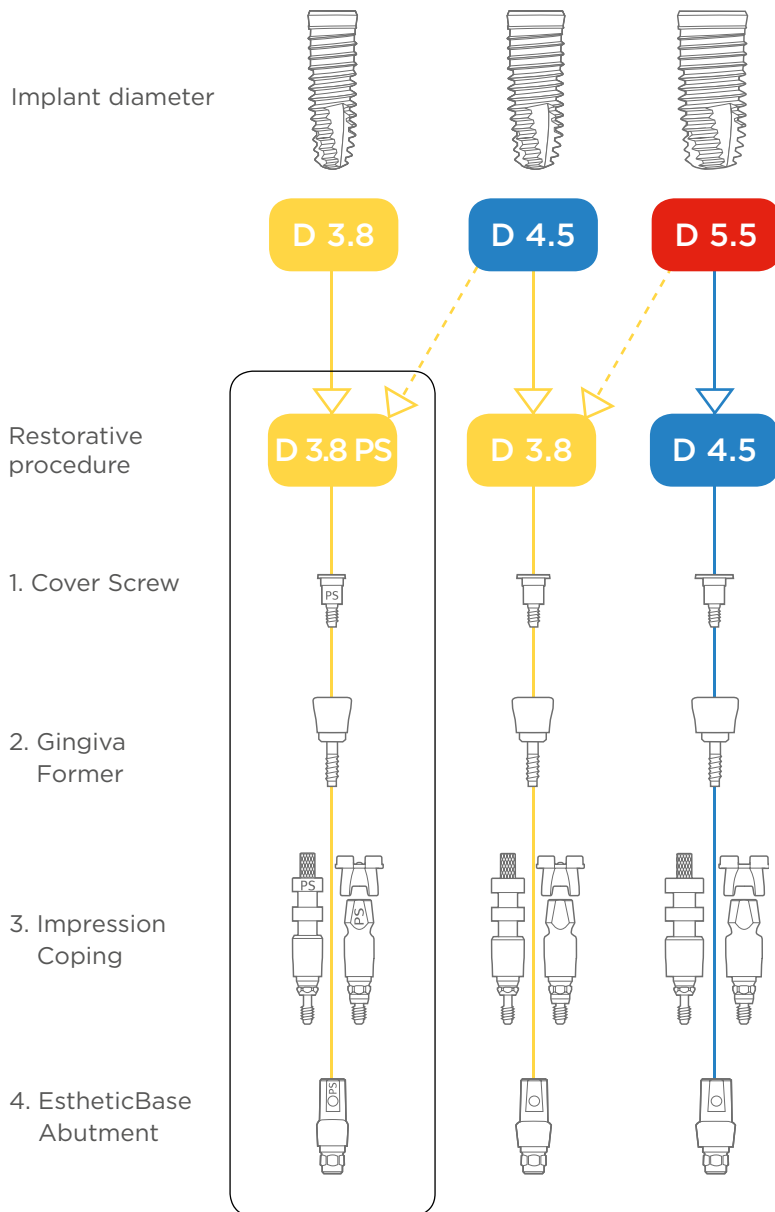 Implant diameter
D 3.8
D 4.5
D 5.5
Restorative
procedure
D 3.8 PS
D 3.8
D 4.5
1. Cover Screw
PS
2. Gingiva
Former
PS
PS
3. Impression
Coping
PS
4. EstheticBase
Abutment